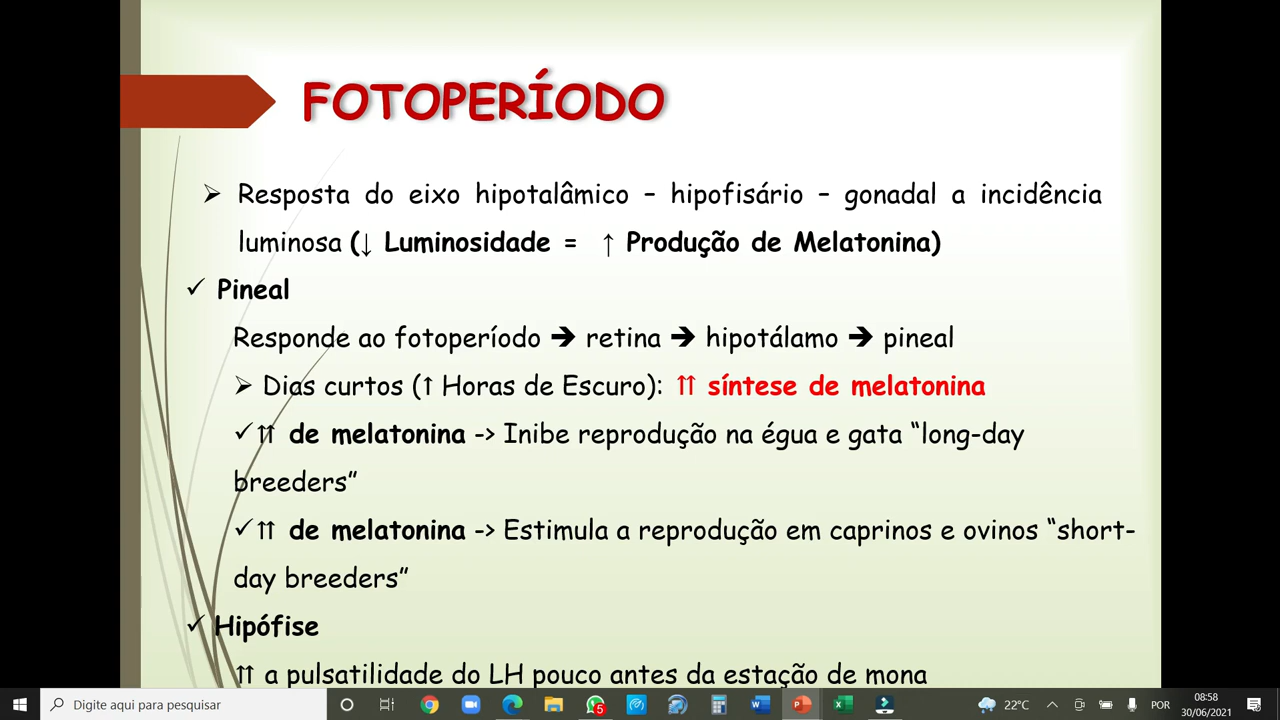 FOTOPERÍODO
➢ Resposta do eixo hipotalâmico – hipofisário – gonadal a incidência
luminosa (↓ Luminosidade = ↑ Produção de Melatonina)
✓ Pineal
Responde ao fotoperíodo ➔ retina ➔ hipotálamo ➔ pineal
➢ Dias curtos (↑ Horas de Escuro): ⇈ síntese de melatonina
✓⇈ de melatonina -> Inibe reprodução na égua e gata “long-day
breeders”
✓⇈ de melatonina -> Estimula a reprodução em caprinos e ovinos “short-
day breeders”
✓ Hipófise
⇈ a pulsatilidade do LH pouco antes da estação de mona
Digite aqui para pesquisar
5
22°C
POR
08:58
30/06/2021